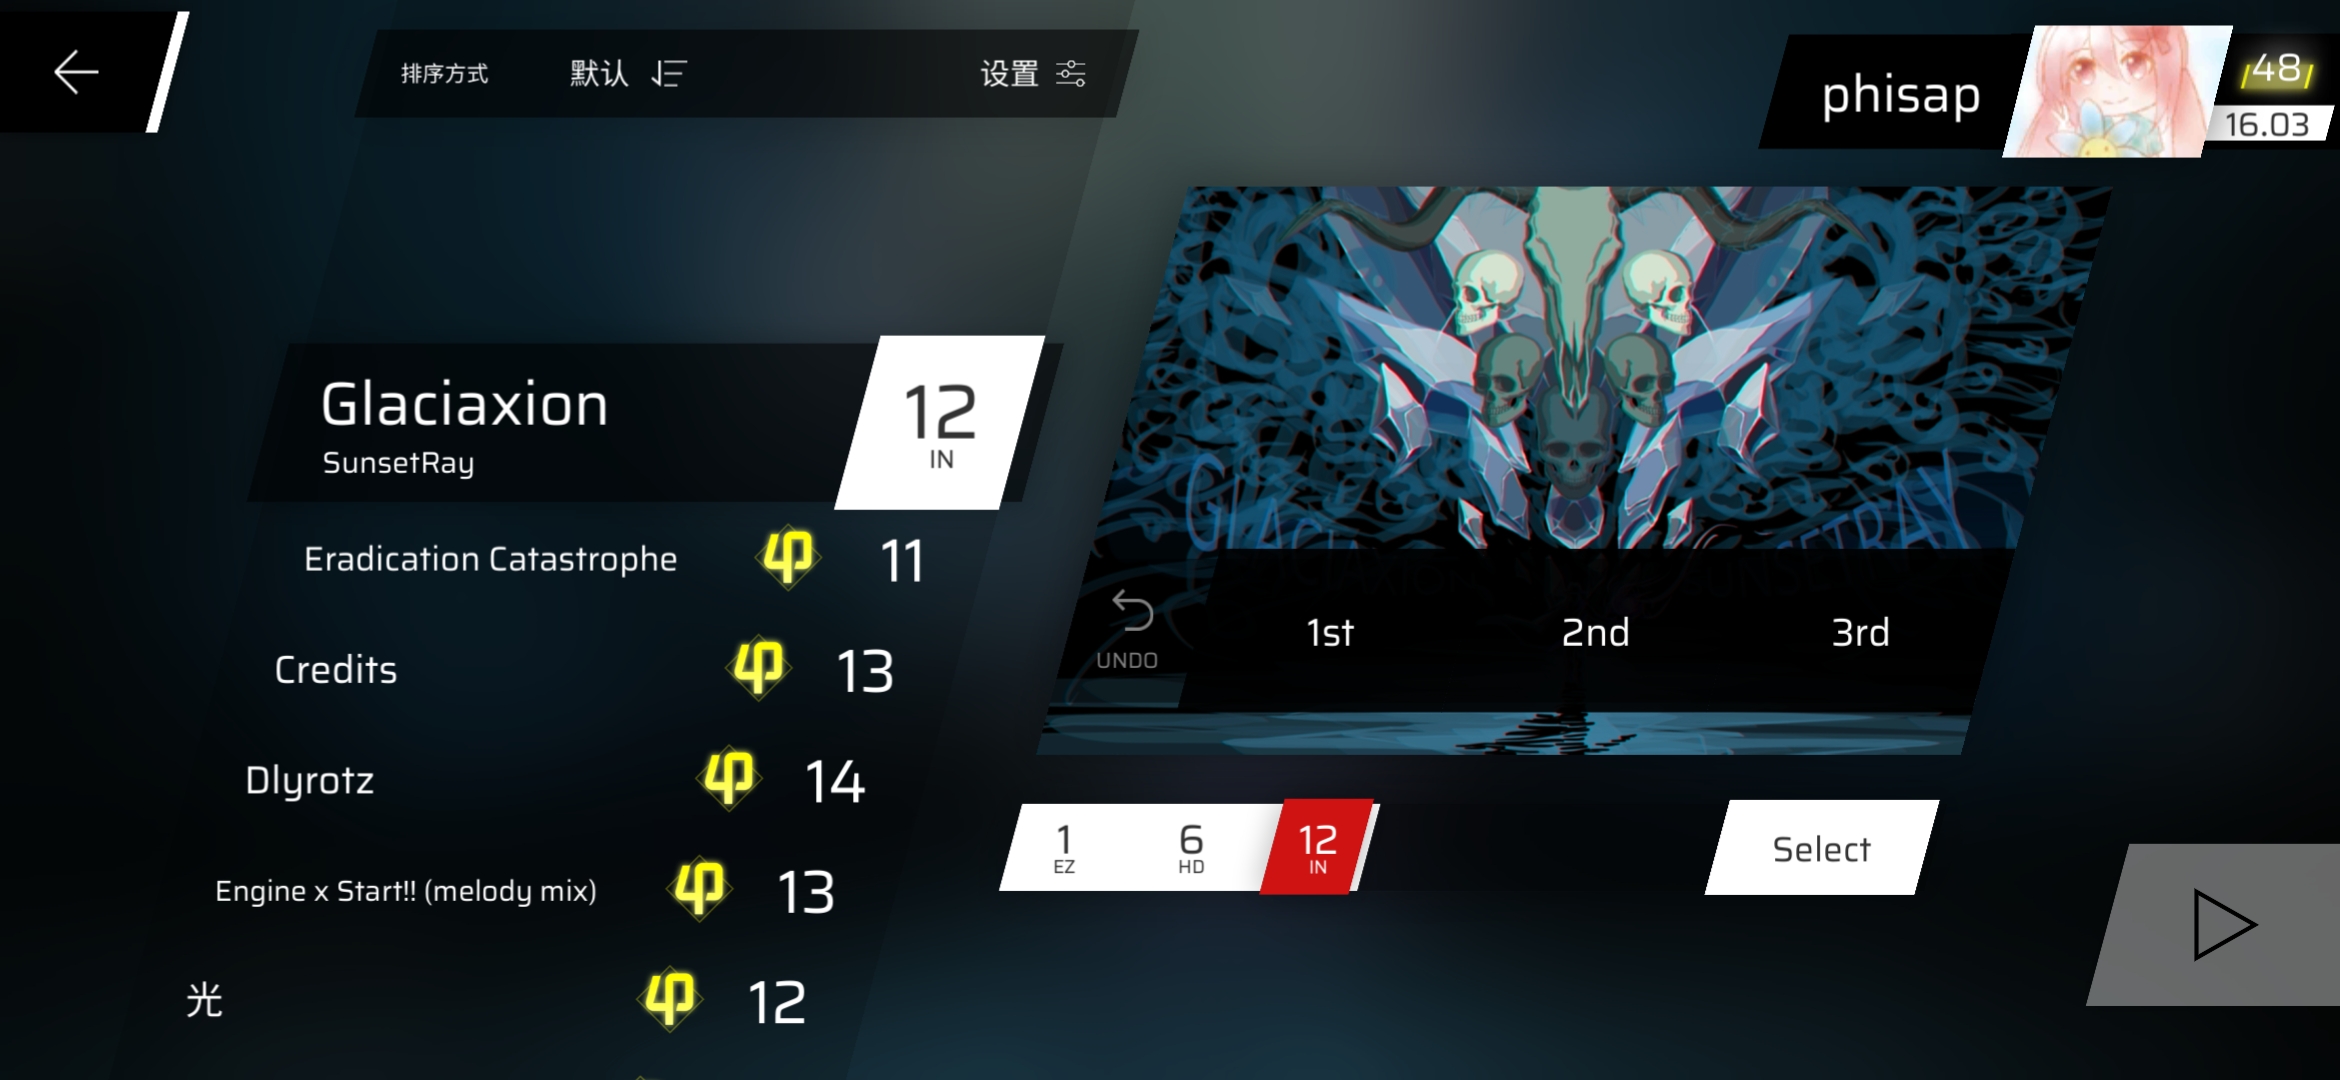 排序方式 默认 设置
phisap
48
16.03
Glaciaxion
SunsetRay
12
IN
Eradication Catastrophe 11
Credits 13
Dlyrotz 14
Engine x Start!! (melody mix) 13
光 12
GLACIAXION SUNSETRAY
UNDO
1st 2nd 3rd
1 6 12
EZ HD IN
Select